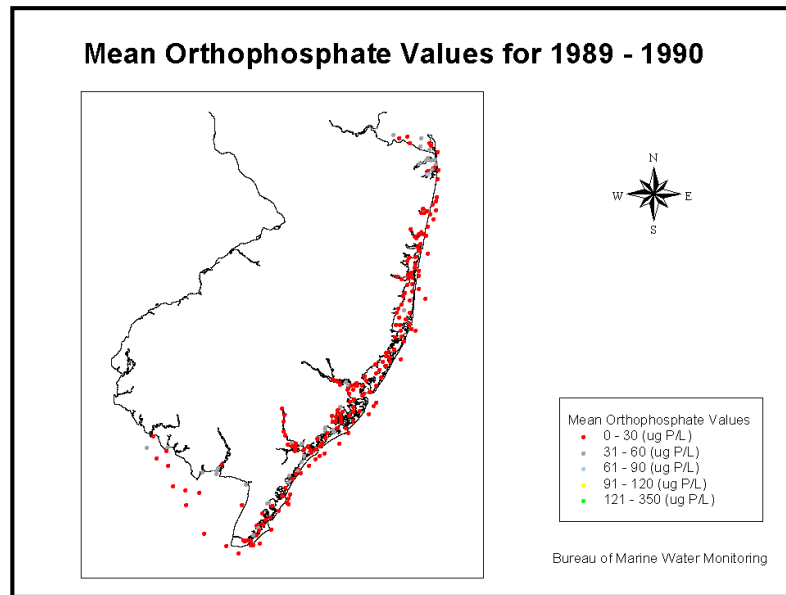 Mean Orthophosphate Values for 1989 - 1990
N
W E
S
Mean Orthophosphate Values
0 - 30 (ug P/L)
31 - 60 (ug P/L)
61 - 90 (ug P/L)
91 - 120 (ug P/L)
121 - 350 (ug P/L)
Bureau of Marine Water Monitoring